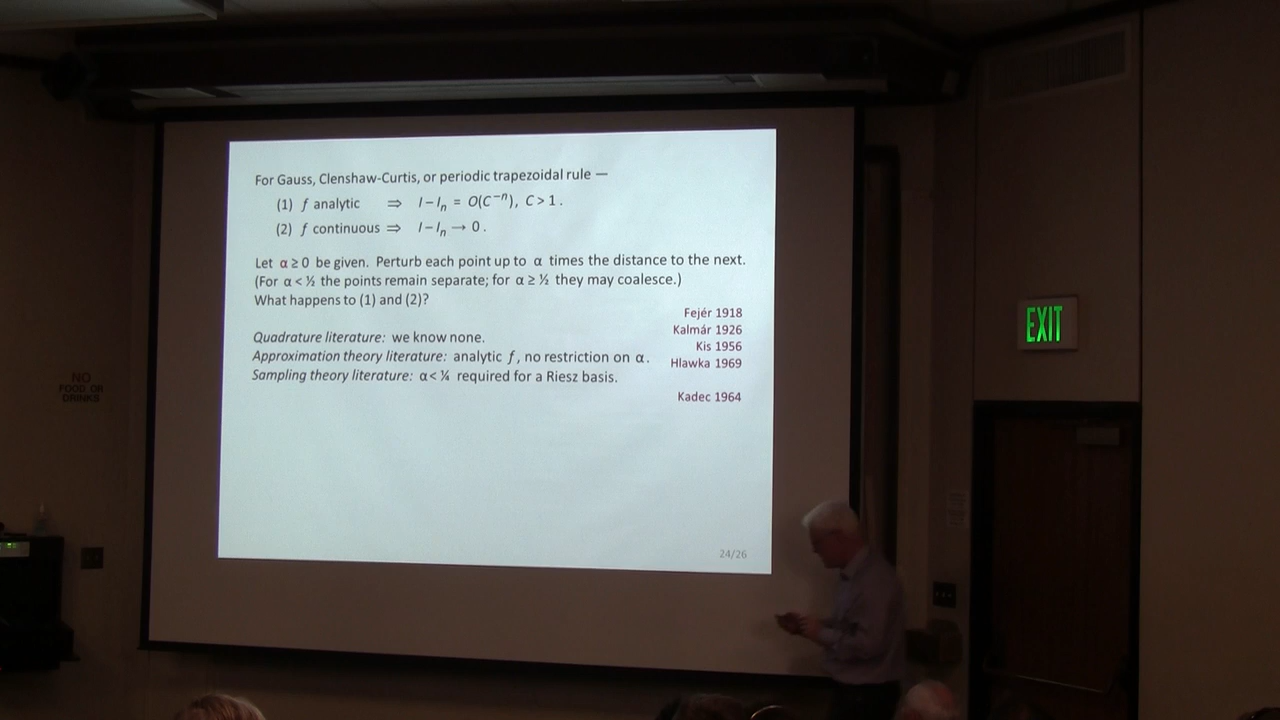 For Gauss, Clenshaw-Curtis, or periodic trapezoidal rule —
(1) f analytic ⇒ I – Iₙ = O(C⁻ⁿ), C > 1 .
(2) f continuous ⇒ I – Iₙ → 0 .
Let α ≥ 0 be given. Perturb each point up to α times the distance to the next.
(For α < ½ the points remain separate; for α ≥ ½ they may coalesce.)
What happens to (1) and (2)?
Fejér 1918
Kalmár 1926
Kis 1956
Hlawka 1969
Quadrature literature: we know none.
Approximation theory literature: analytic f, no restriction on α.
Sampling theory literature: α < ¼ required for a Riesz basis.
Kadec 1964
24/26
EXIT
NO
FOOD OR
DRINKS